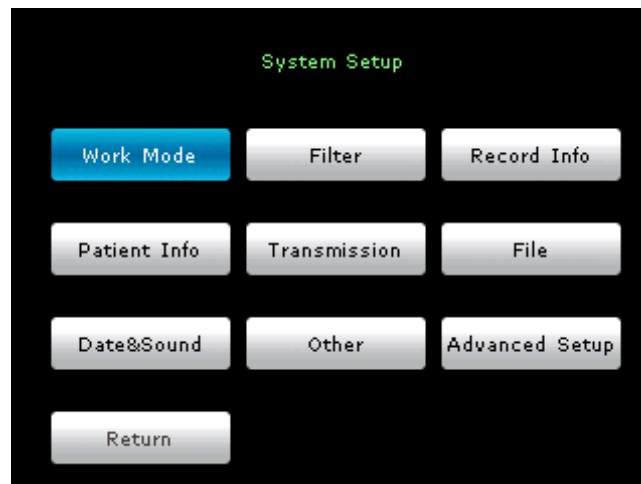 System Setup
Work Mode
Filter
Record Info
Patient Info
Transmission
File
Date&Sound
Other
Advanced Setup
Return